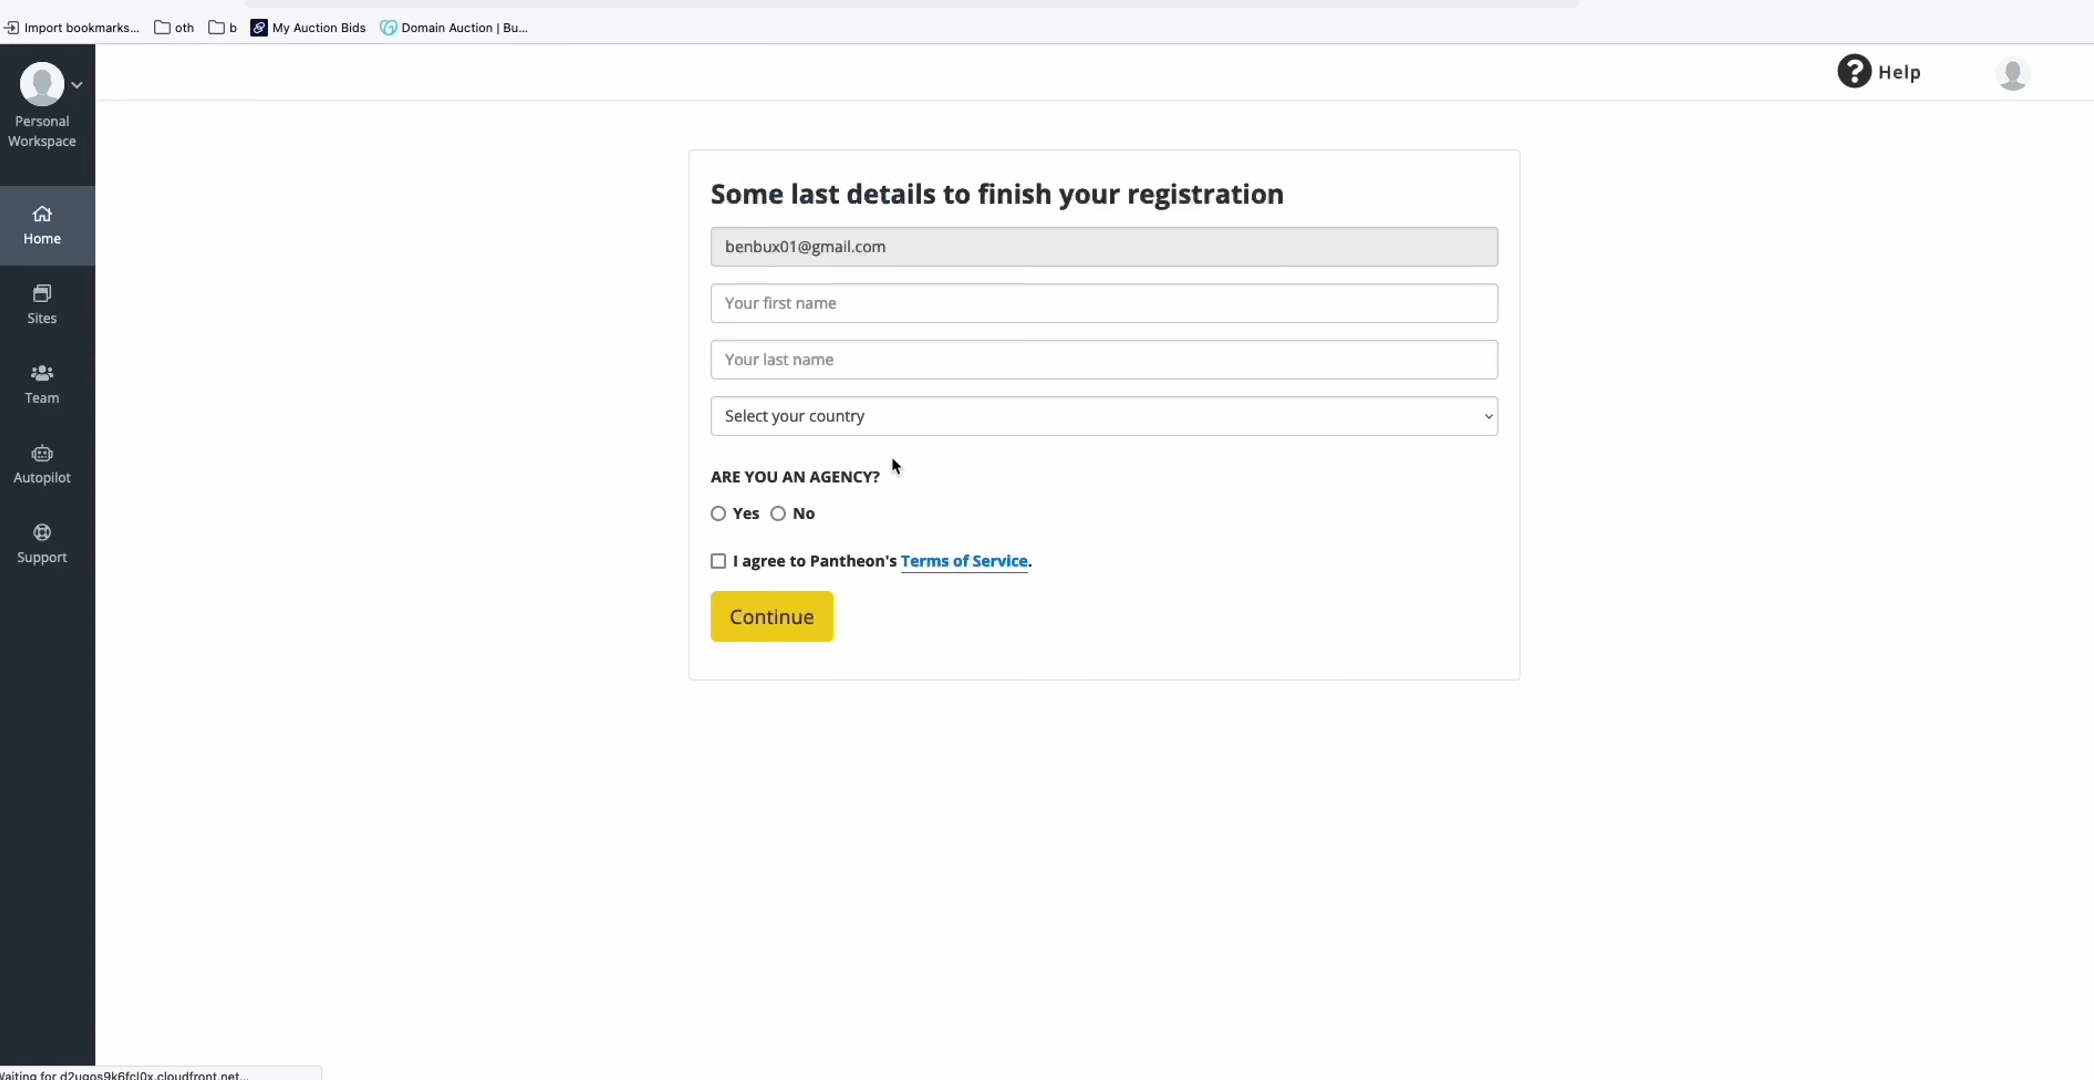 Import bookmarks...
oth
b
My Auction Bids
Domain Auction | Bu...
Personal
Workspace
Help
Home
Sites
Team
Autopilot
Support
Some last details to finish your registration
benbux01@gmail.com
Your first name
Your last name
Select your country
ARE YOU AN AGENCY?
Yes
No
I agree to Pantheon's Terms of Service.
Continue
for d2ugos9k6fcl0x.cloudfront.net...